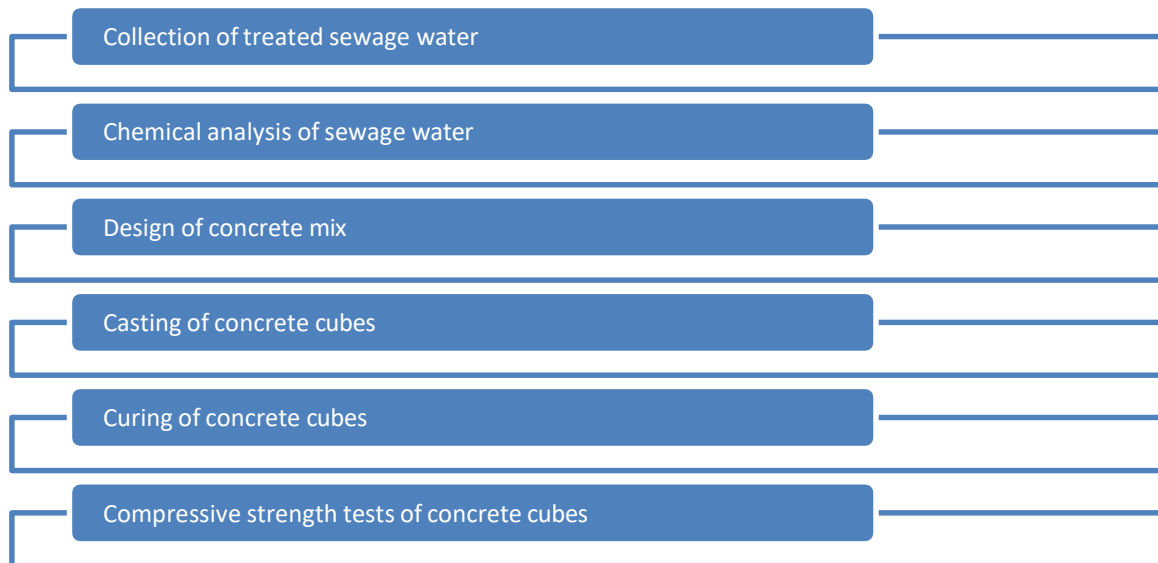 Collection of treated sewage water
Chemical analysis of sewage water
Design of concrete mix
Casting of concrete cubes
Curing of concrete cubes
Compressive strength tests of concrete cubes